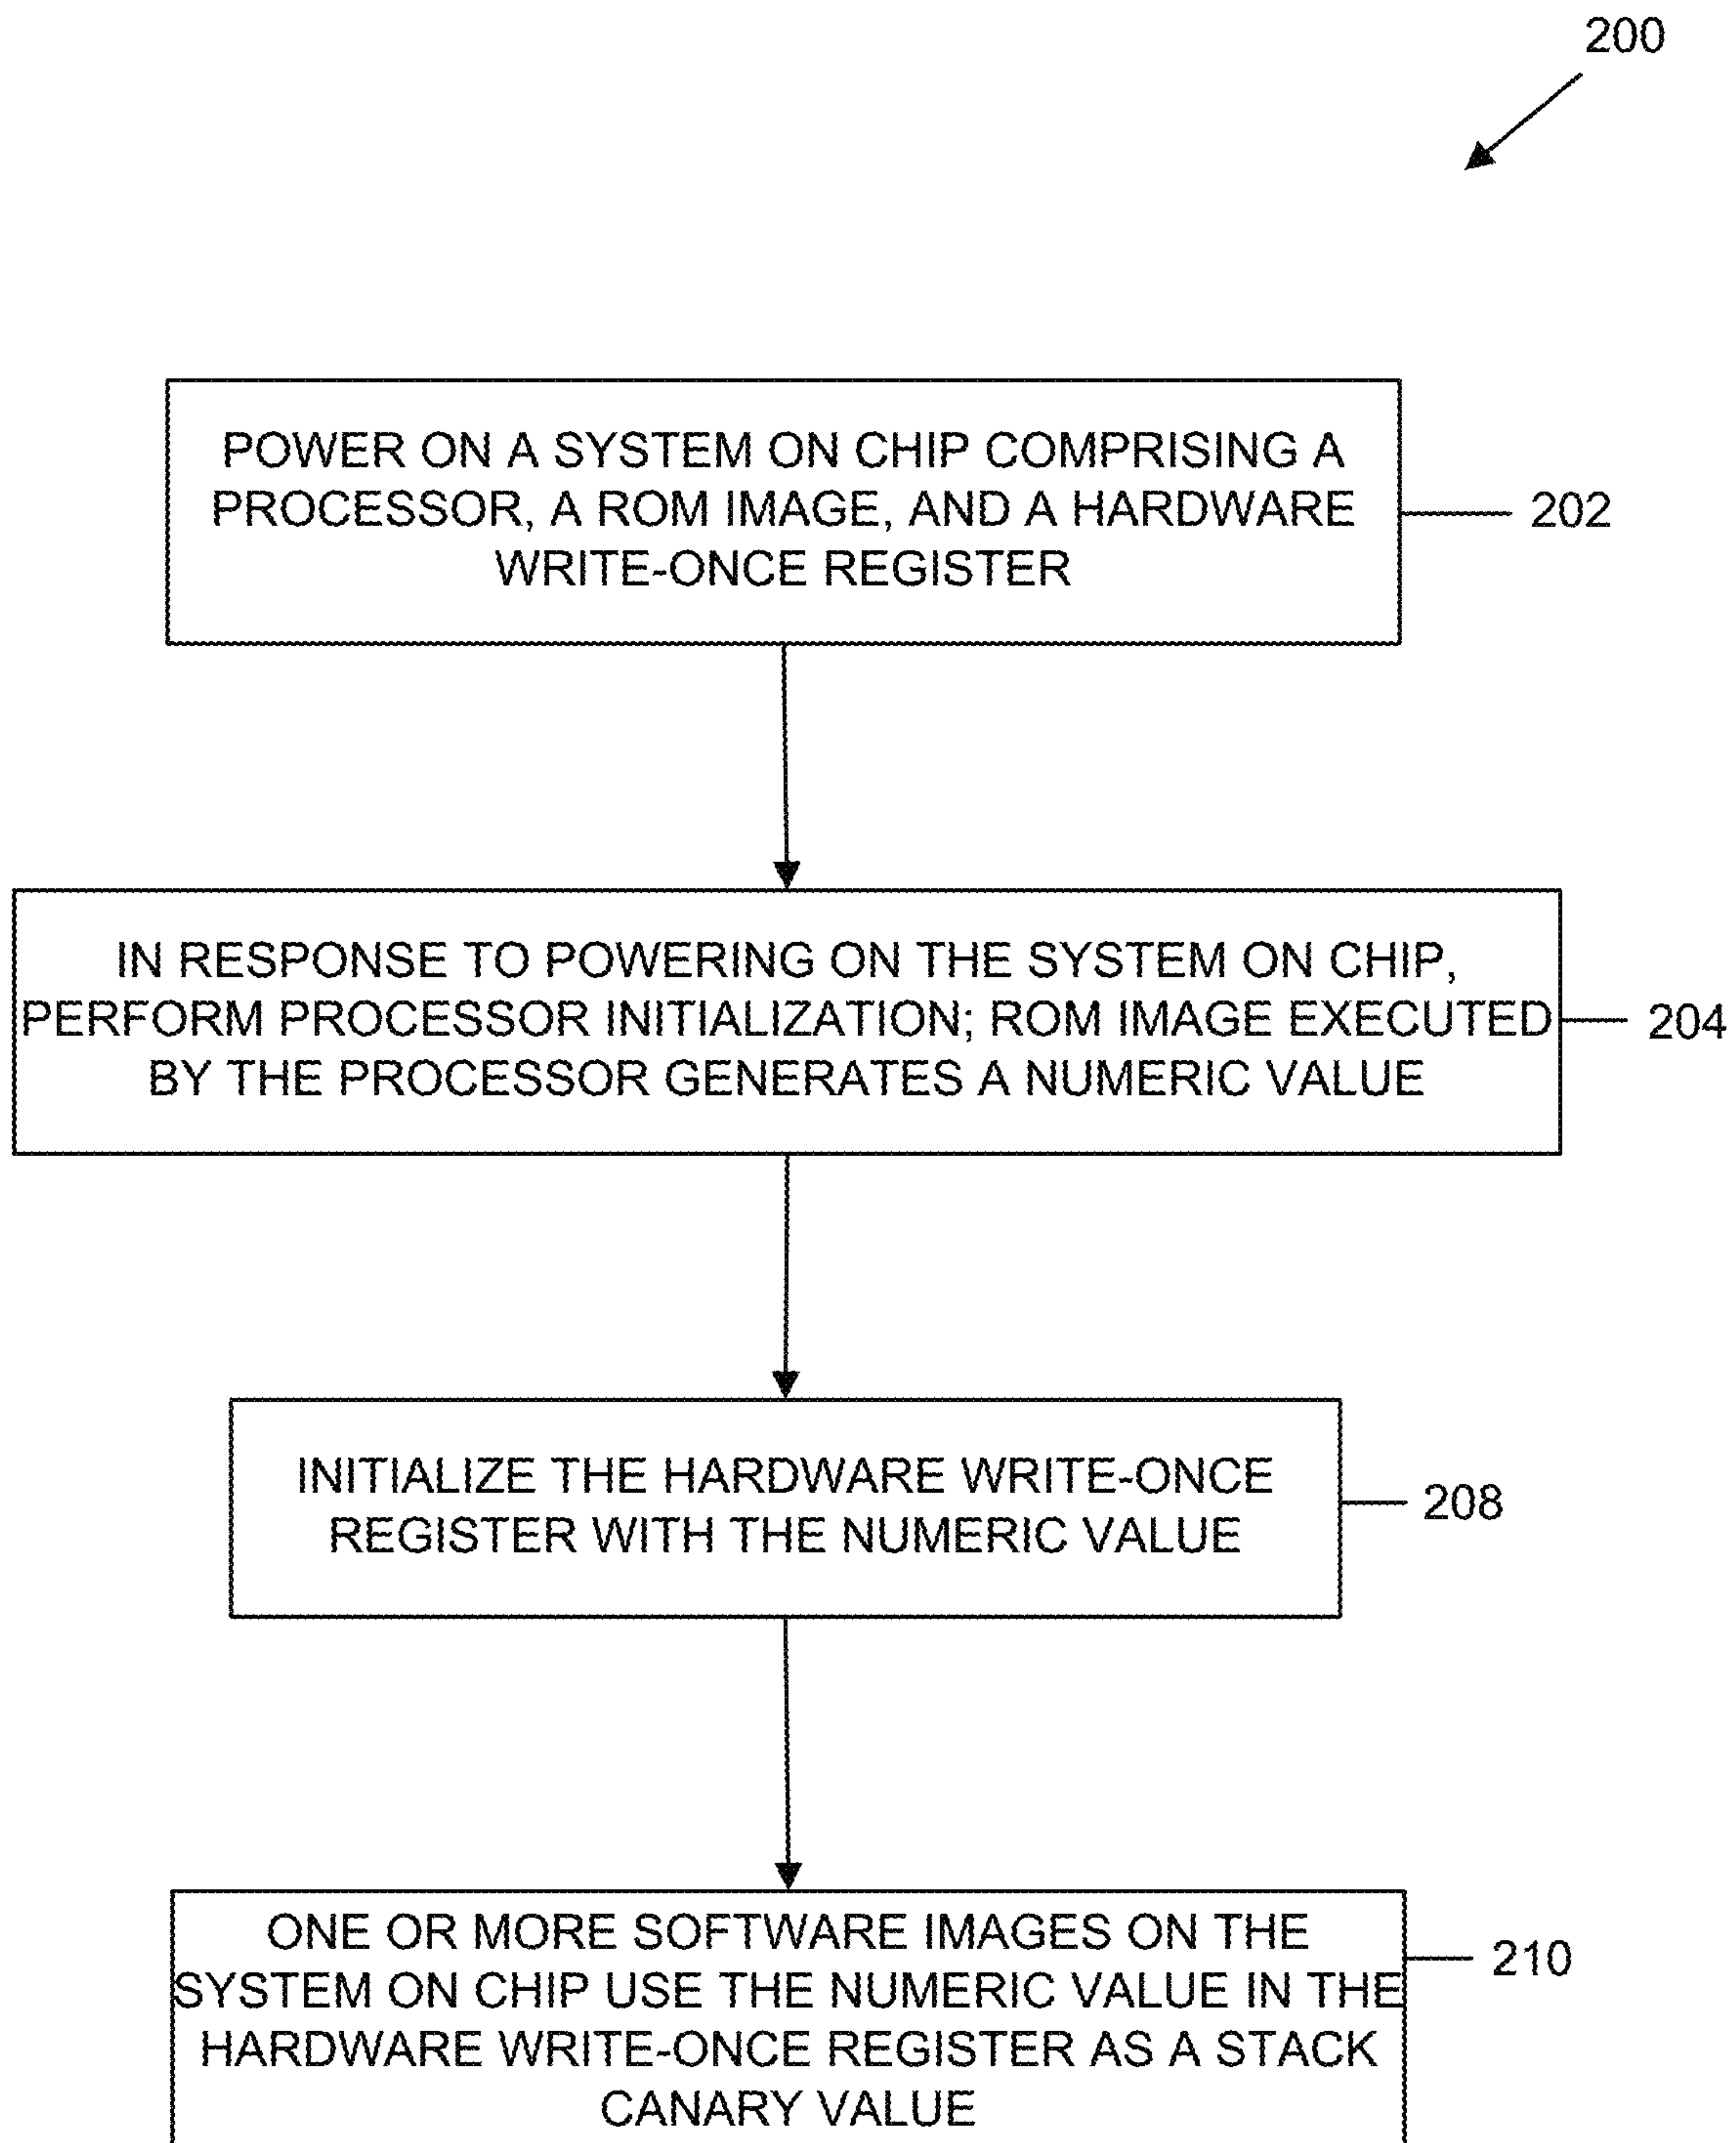 200
POWER ON A SYSTEM ON CHIP COMPRISING A
PROCESSOR, A ROM IMAGE, AND A HARDWARE
WRITE-ONCE REGISTER
202
IN RESPONSE TO POWERING ON THE SYSTEM ON CHIP,
PERFORM PROCESSOR INITIALIZATION; ROM IMAGE EXECUTED
BY THE PROCESSOR GENERATES A NUMERIC VALUE
204
INITIALIZE THE HARDWARE WRITE-ONCE
REGISTER WITH THE NUMERIC VALUE
208
ONE OR MORE SOFTWARE IMAGES ON THE
SYSTEM ON CHIP USE THE NUMERIC VALUE IN THE
HARDWARE WRITE-ONCE REGISTER AS A STACK
CANARY VALUE
210